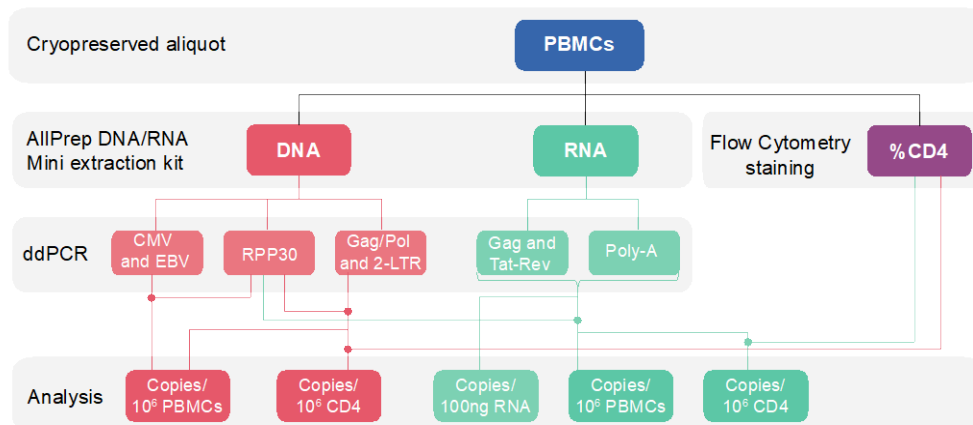 Cryopreserved aliquot
PBMCs
AllPrep DNA/RNA
Mini extraction kit
DNA
RNA
Flow Cytometry
staining
%CD4
ddPCR
CMV
and EBV
RPP30
Gag/Pol
and 2-LTR
Gag and
Tat-Rev
Poly-A
Analysis
Copies/
10⁶ PBMCs
Copies/
10⁶ CD4
Copies/
100ng RNA
Copies/
10⁶ PBMCs
Copies/
10⁶ CD4